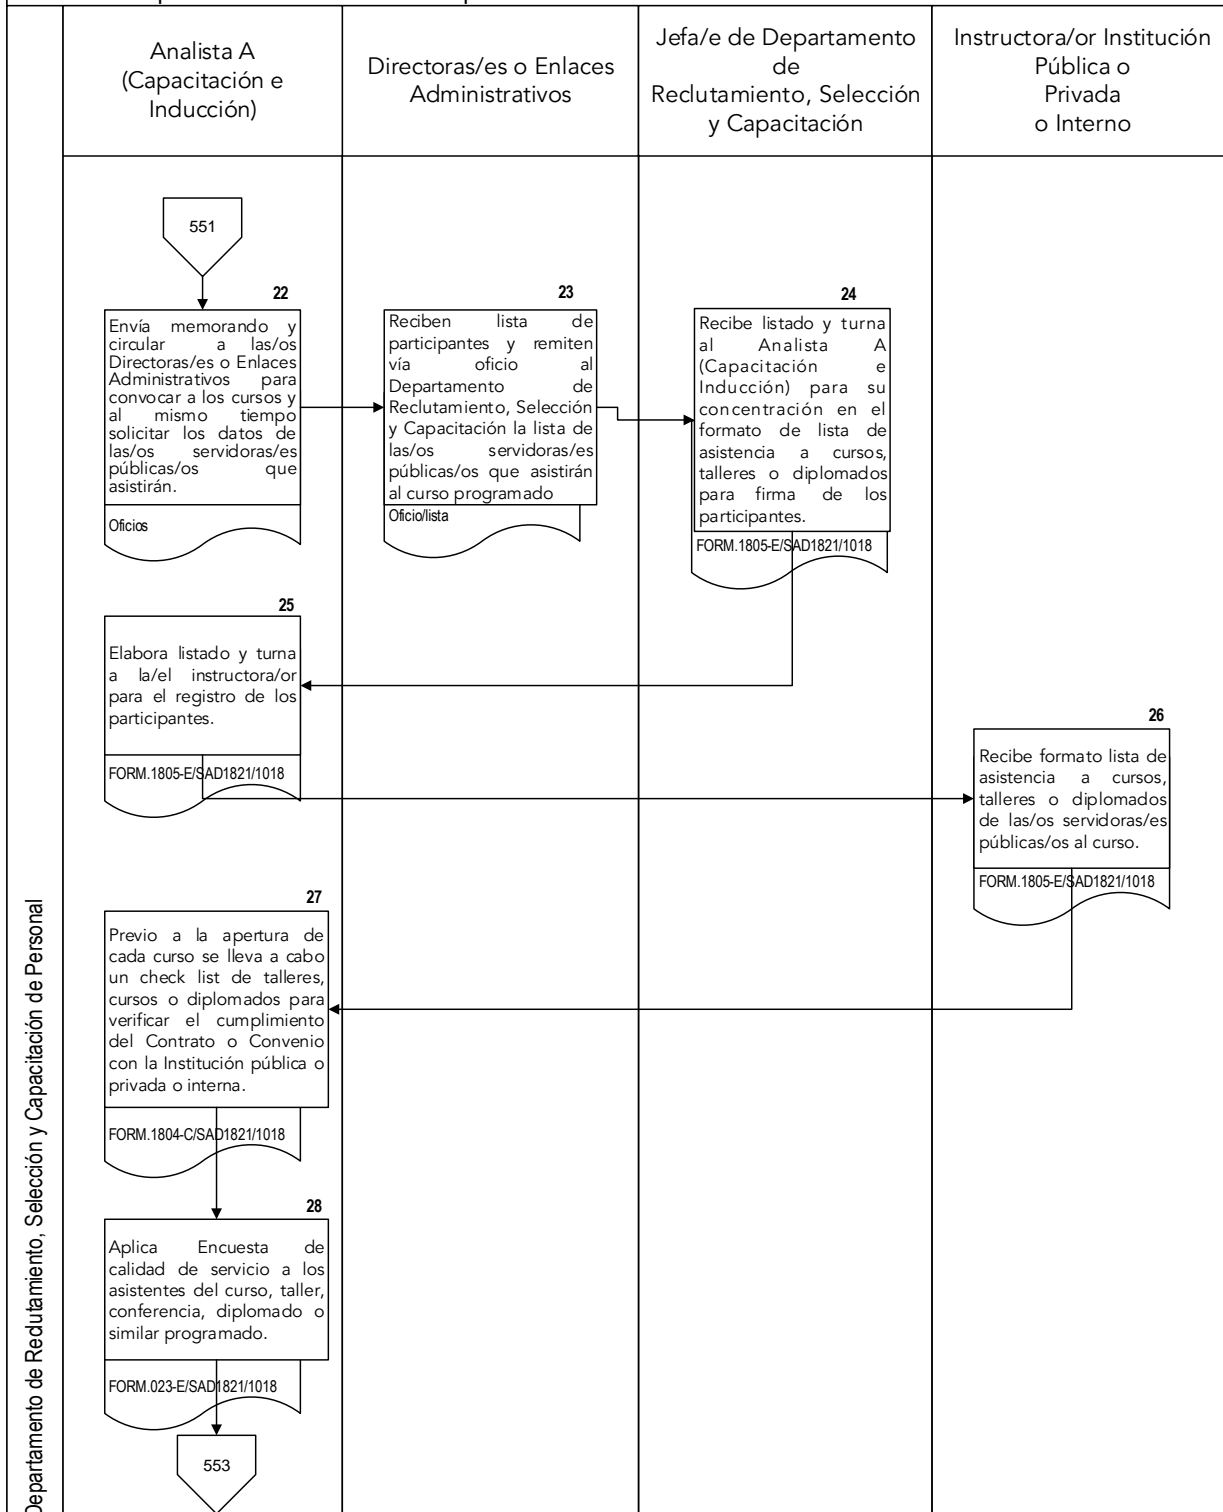 Analista A
(Capacitación e
Inducción)
Directoras/es o Enlaces
Administrativos
Jefa/e de Departamento
de
Reclutamiento, Selección
y Capacitación
Instructora/or Institución
Pública o
Privada
o Interno
551
22
Envía memorando y
circular a las/os
Directoras/es o Enlaces
Administrativos para
convocar a los cursos y
al mismo tiempo
solicitar los datos de
las/os servidoras/es
públicas/os que
asistirán.
Oficios
23
Reciben lista de
participantes y remiten
vía oficio al
Departamento de
Reclutamiento, Selección
y Capacitación la lista de
las/os servidoras/es
públicas/os que asistirán
al curso programado
Oficio/lista
24
Recibe listado y turna
al Analista A
(Capacitación e
Inducción) para su
concentración en el
formato de lista de
asistencia a cursos,
talleres o diplomados
para firma de los
participantes.
FORM.1805-E/SAD1821/1018
25
Elabora listado y turna
a la/el instructora/or
para el registro de los
participantes.
FORM.1805-E/SAD1821/1018
26
Recibe formato lista de
asistencia a cursos,
talleres o diplomados
de las/os servidoras/es
públicas/os al curso.
FORM.1805-E/SAD1821/1018
27
Previo a la apertura de
cada curso se lleva a cabo
un check list de talleres,
cursos o diplomados para
verificar el cumplimiento
del Contrato o Convenio
con la Institución pública o
privada o interna.
FORM.1804-C/SAD1821/1018
28
Aplica Encuesta de
calidad de servicio a los
asistentes del curso, taller,
conferencia, diplomado o
similar programado.
FORM.023-E/SAD1821/1018
553
Departamento de Redutamiento, Selección y Capacitación de Personal